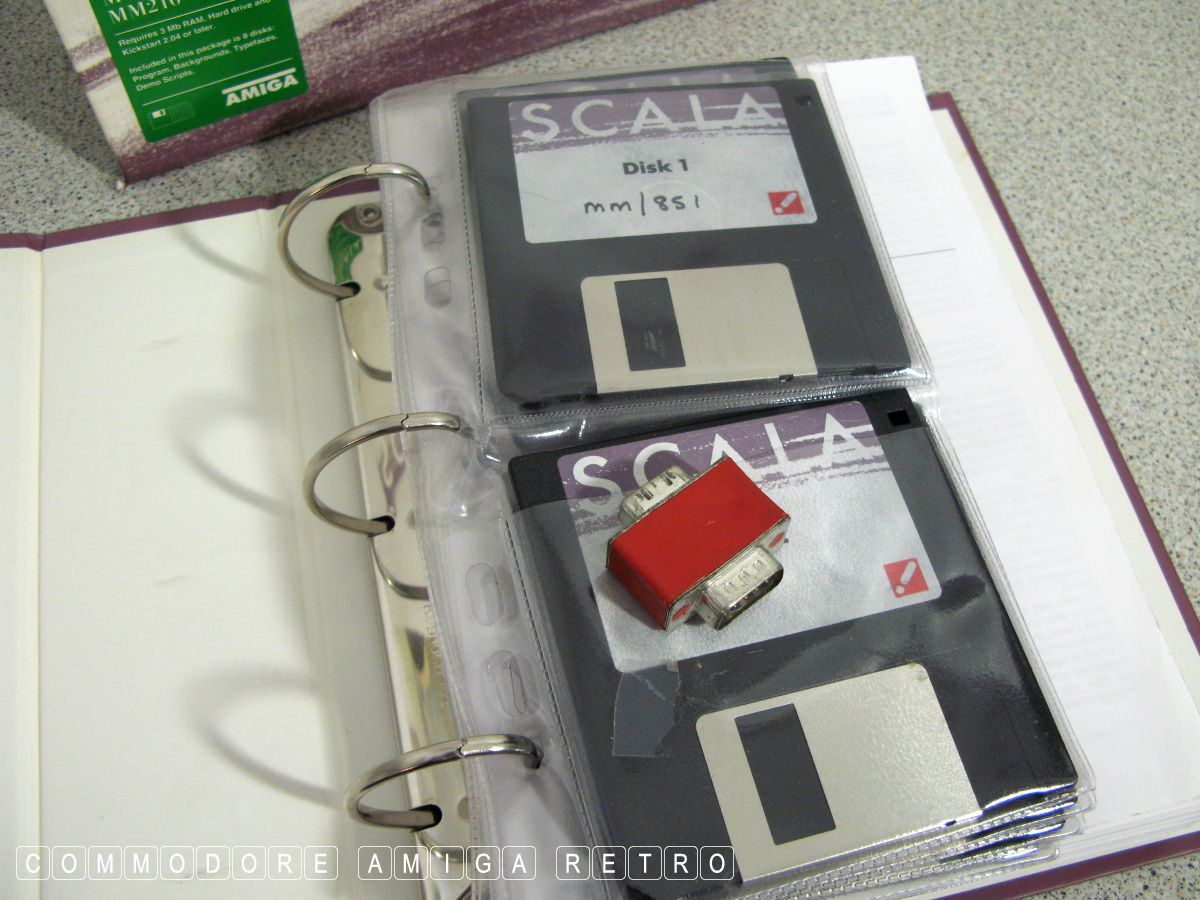 MM210
Requires 3 Mb RAM, Hard drive and
Kickstart 2.04 or later.
Included in this package is 8 disks:
Program, Backgrounds, Typefaces,
Demo Scripts.
AMIGA
SCALA
Disk 1
mm/851
SCALA
COMMODORE AMIGA RETRO